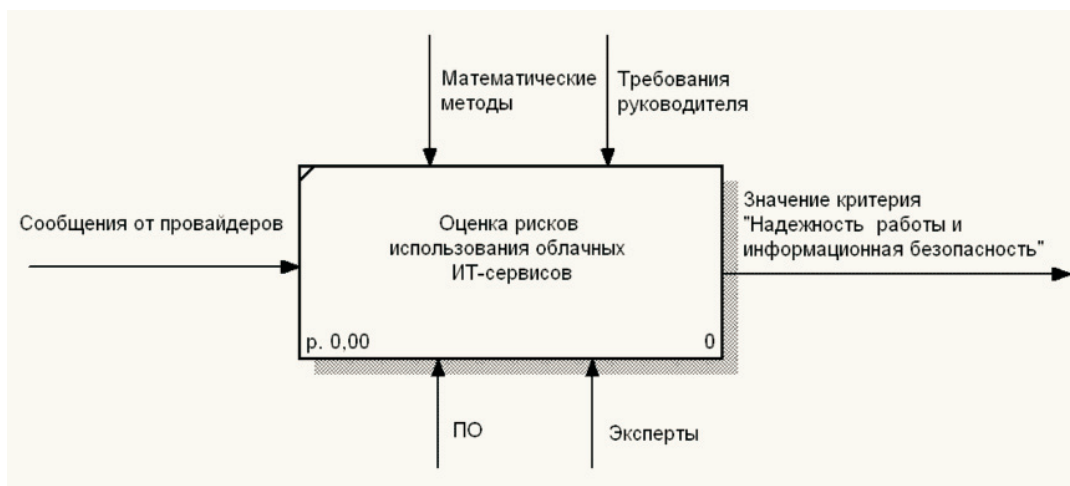 Математические
методы
Требования
руководителя
Сообщения от провайдеров
Оценка рисков
использования облачных
ИТ-сервисов
р. 0,00
0
Значение критерия
"Надежность работы и
информационная безопасность"
ПО
Эксперты